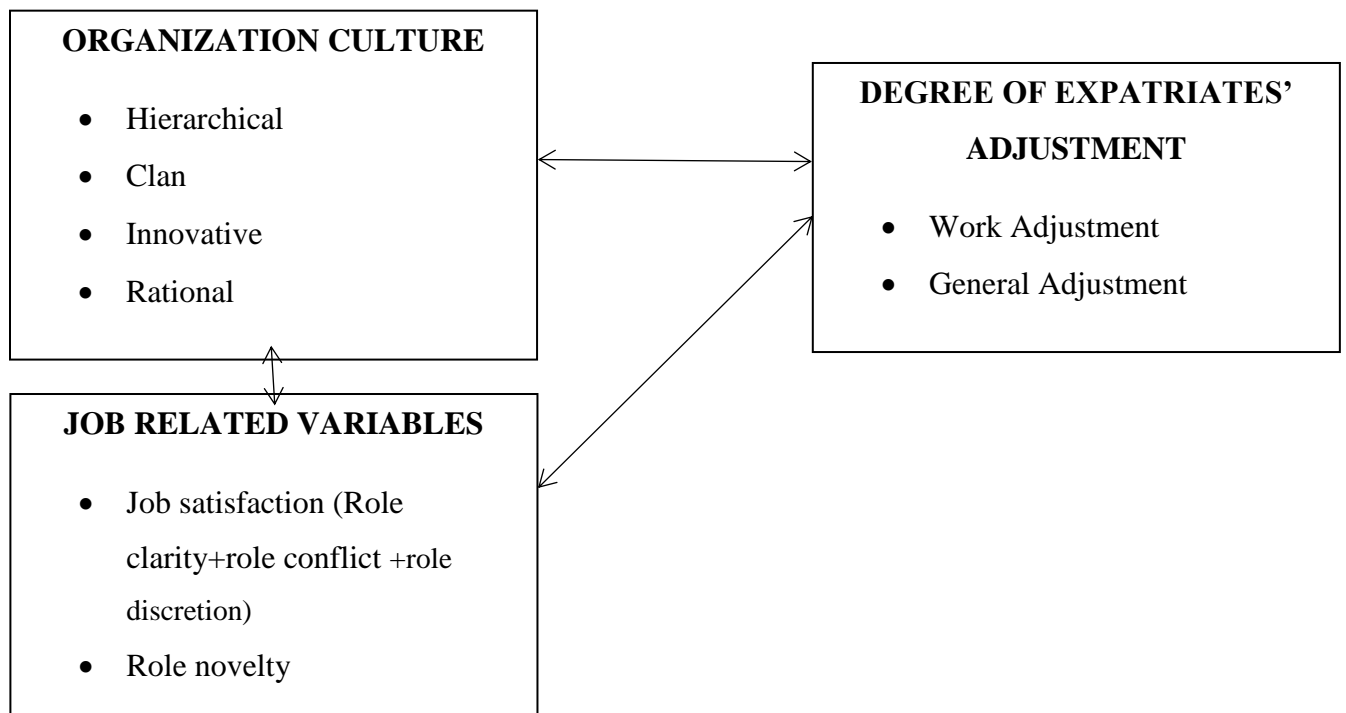 ORGANIZATION CULTURE
• Hierarchical
• Clan
• Innovative
• Rational
DEGREE OF EXPATRIATES’
ADJUSTMENT
• Work Adjustment
• General Adjustment
JOB RELATED VARIABLES
• Job satisfaction (Role
clarity+role conflict +role
discretion)
• Role novelty